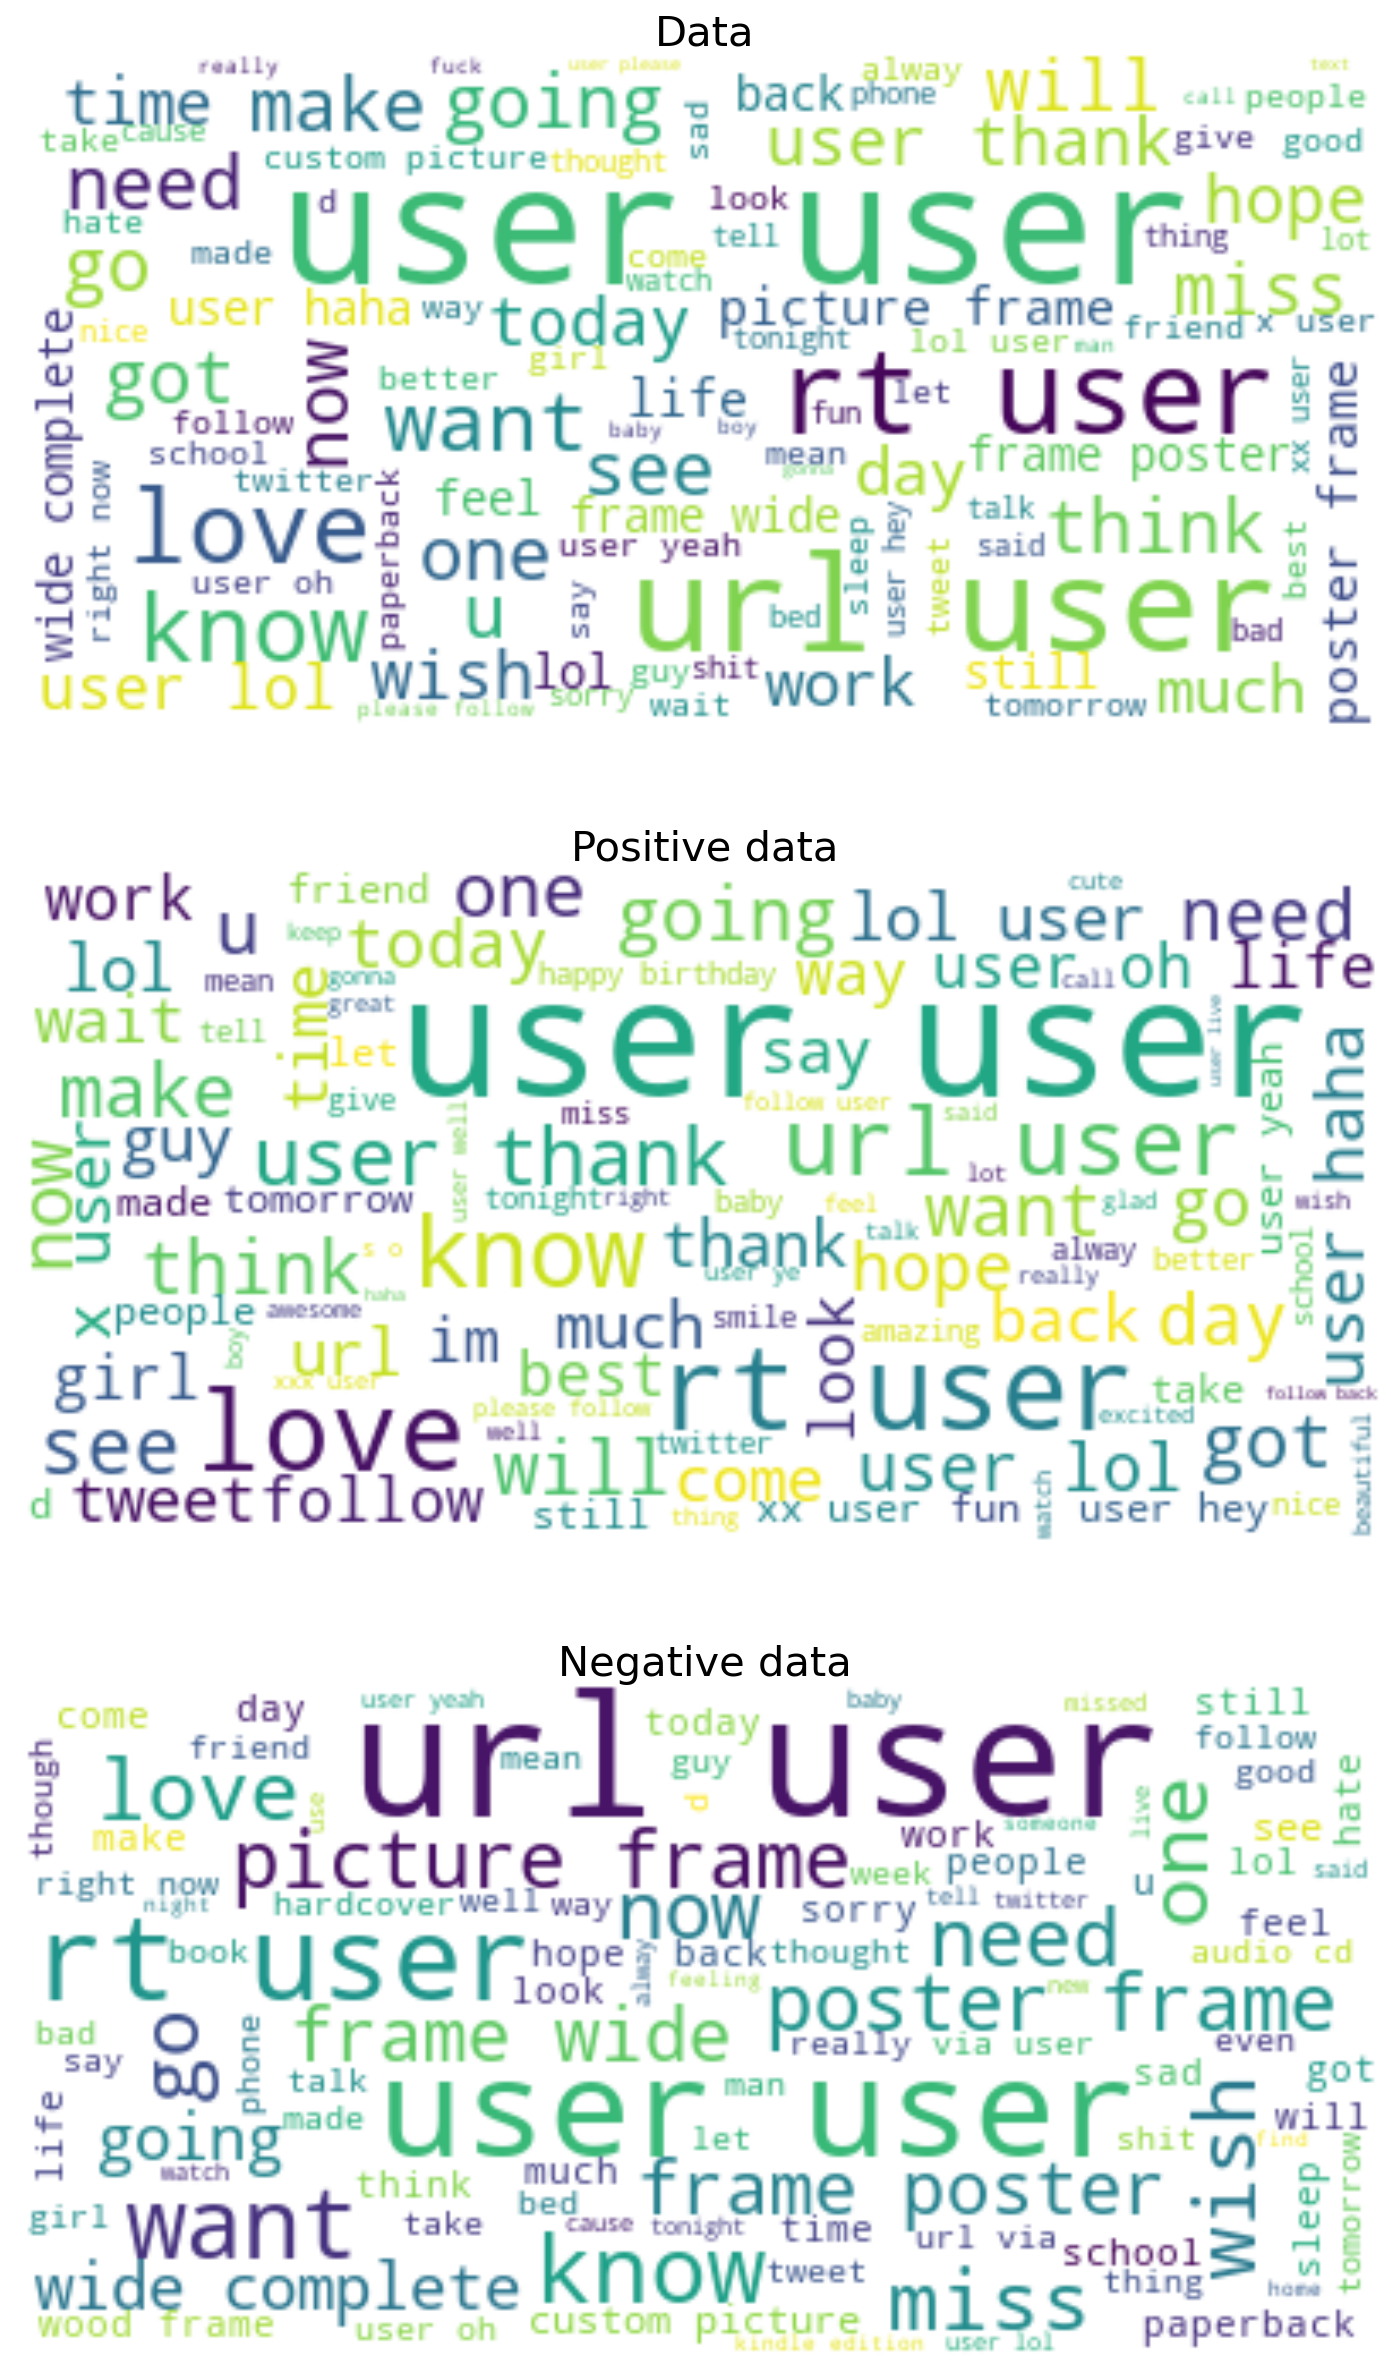 Data
really fuck user please alway text
time make going sad back phone will call people
take cause user thank give good
custom picture thought
need d user user look hope
hate tell thing lot
go made come watch miss
user haha way today picture frame friend x user
nice tonight lol user man
wide complete got now girl better life rt user let fun xx user poster frame
follow want baby boy
school see mean gonna day frame poster
right now twitter paperback feel frame wide sleep user hey talk think
love one user yeah tweet said best
user oh u say url user bed bad
know
user lol wish lol guy shit work still much
please follow sorry wait tomorrow
Positive data
work u friend one going lol user cute need
lol keep today happy birthday way user oh call life
mean time gonna
wait tell great user user user live
let say
make give miss follow user said user yeah user haha
now user guy user thank user well url user
made tomorrow tonight right baby feel lot want glad go wish
think s o know thank talk hope alway better school
user ye really
haha
x people awesome im much smile look amazing back day
boy url
girl xxx user best rt user take follow back
love please follow well excited
see will twitter come user lol got beautiful
d tweet follow still thing xx user fun watch user hey nice
Negative data
come day user yeah url user today baby missed still
though friend mean guy follow
love use d live one good hate
make work someone see
picture frame week people u lol said
right now night hardcover well way now sorry tell twitter feel
rt user book hope back thought need audio cd
look alway feeling poster frame new
bad go phone frame wide really via user even
say talk user user man sad wish got
life made let shit will
going find
watch think much frame poster sleep tomorrow
girl want take bed cause tonight time url via school
wide complete know tweet miss thing home
wood frame user oh custom picture paperback
kindle edition user lol